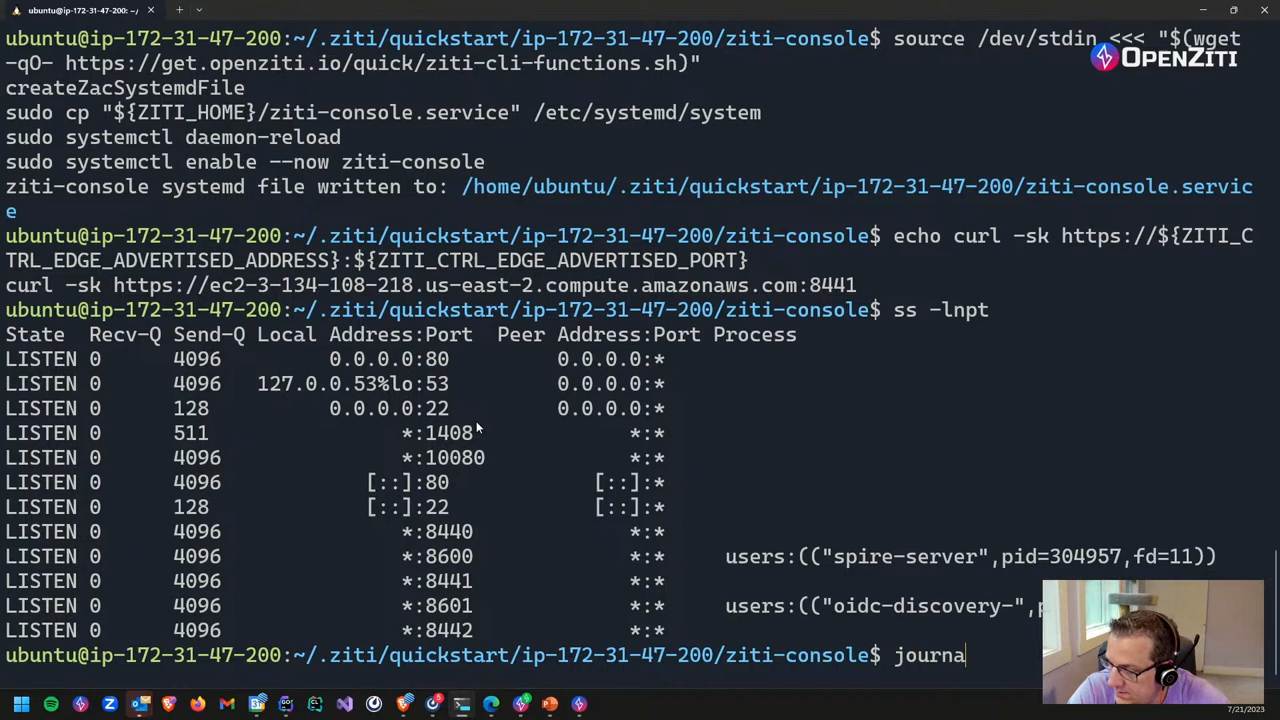 ubuntu@ip-172-31-47-200: ~/
ubuntu@ip-172-31-47-200:~/.ziti/quickstart/ip-172-31-47-200/ziti-console$ source /dev/stdin <<< "$(wget
-qO- https://get.openziti.io/quick/ziti-cli-functions.sh)"
OPENZITI
createZacSystemdFile
sudo cp "${ZITI_HOME}/ziti-console.service" /etc/systemd/system
sudo systemctl daemon-reload
sudo systemctl enable --now ziti-console
ziti-console systemd file written to: /home/ubuntu/.ziti/quickstart/ip-172-31-47-200/ziti-console.servic
e
ubuntu@ip-172-31-47-200:~/.ziti/quickstart/ip-172-31-47-200/ziti-console$ echo curl -sk https://${ZITI_C
TRL_EDGE_ADVERTISED_ADDRESS}:${ZITI_CTRL_EDGE_ADVERTISED_PORT}
curl -sk https://ec2-3-134-108-218.us-east-2.compute.amazonaws.com:8441
ubuntu@ip-172-31-47-200:~/.ziti/quickstart/ip-172-31-47-200/ziti-console$ ss -lnpt
State Recv-Q Send-Q Local Address:Port Peer Address:Port Process
LISTEN 0 4096 0.0.0.0:80 0.0.0.0:*
LISTEN 0 4096 127.0.0.53%lo:53 0.0.0.0:*
LISTEN 0 128 0.0.0.0:22 0.0.0.0:*
LISTEN 0 511 *:1408 *:*
LISTEN 0 4096 *:10080 *:*
LISTEN 0 4096 [::]:80 [::]:*
LISTEN 0 128 [::]:22 [::]:*
LISTEN 0 4096 *:8440 *:*
LISTEN 0 4096 *:8600 *:* users:(("spire-server",pid=304957,fd=11))
LISTEN 0 4096 *:8441 *:*
LISTEN 0 4096 *:8601 *:* users:(("oidc-discovery-",p
LISTEN 0 4096 *:8442 *:*
ubuntu@ip-172-31-47-200:~/.ziti/quickstart/ip-172-31-47-200/ziti-console$ journa
7/21/2023